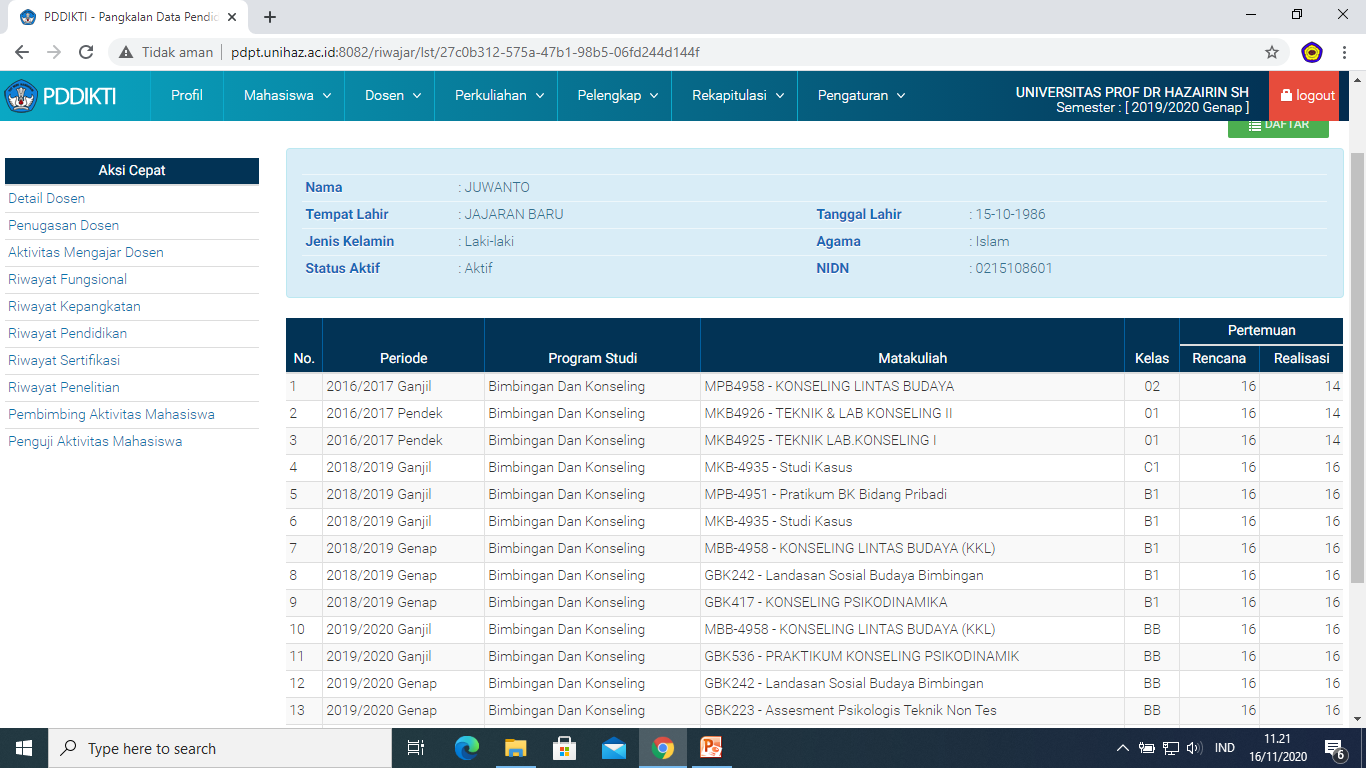 PDDIKTI - Pangkalan Data Pendic
Tidak aman | pdpt.unihaz.ac.id:8082/riwajar/lst/27c0b312-575a-47b1-98b5-06fd244d144f
PDDIKTI Profil Mahasiswa Dosen Perkuliahan Pelengkap Rekapitulasi Pengaturan UNIVERSITAS PROF DR HAZAIRIN SH logout
Semester : [ 2019/2020 Genap ]
DAFTAR
Aksi Cepat
Detail Dosen
Penugasan Dosen
Aktivitas Mengajar Dosen
Riwayat Fungsional
Riwayat Kepangkatan
Riwayat Pendidikan
Riwayat Sertifikasi
Riwayat Penelitian
Pembimbing Aktivitas Mahasiswa
Penguji Aktivitas Mahasiswa
Nama : JUWANTO
Tempat Lahir : JAJARAN BARU Tanggal Lahir : 15-10-1986
Jenis Kelamin : Laki-laki Agama : Islam
Status Aktif : Aktif NIDN : 0215108601
Pertemuan
No. Periode Program Studi Matakuliah Kelas Rencana Realisasi
1 2016/2017 Ganjil Bimbingan Dan Konseling MPB4958 - KONSELING LINTAS BUDAYA 02 16 14
2 2016/2017 Pendek Bimbingan Dan Konseling MKB4926 - TEKNIK & LAB KONSELING II 01 16 14
3 2016/2017 Pendek Bimbingan Dan Konseling MKB4925 - TEKNIK LAB.KONSELING I 01 16 14
4 2018/2019 Ganjil Bimbingan Dan Konseling MKB-4935 - Studi Kasus C1 16 16
5 2018/2019 Ganjil Bimbingan Dan Konseling MPB-4951 - Pratikum BK Bidang Pribadi B1 16 16
6 2018/2019 Ganjil Bimbingan Dan Konseling MKB-4935 - Studi Kasus B1 16 16
7 2018/2019 Genap Bimbingan Dan Konseling MBB-4958 - KONSELING LINTAS BUDAYA (KKL) B1 16 16
8 2018/2019 Genap Bimbingan Dan Konseling GBK242 - Landasan Sosial Budaya Bimbingan B1 16 16
9 2018/2019 Genap Bimbingan Dan Konseling GBK417 - KONSELING PSIKODINAMIKA B1 16 16
10 2019/2020 Ganjil Bimbingan Dan Konseling MBB-4958 - KONSELING LINTAS BUDAYA (KKL) BB 16 16
11 2019/2020 Ganjil Bimbingan Dan Konseling GBK536 - PRAKTIKUM KONSELING PSIKODINAMIK BB 16 16
12 2019/2020 Genap Bimbingan Dan Konseling GBK242 - Landasan Sosial Budaya Bimbingan BB 16 16
13 2019/2020 Genap Bimbingan Dan Konseling GBK223 - Assesment Psikologis Teknik Non Tes BB 16 16
Type here to search IND 11.21
16/11/2020 6